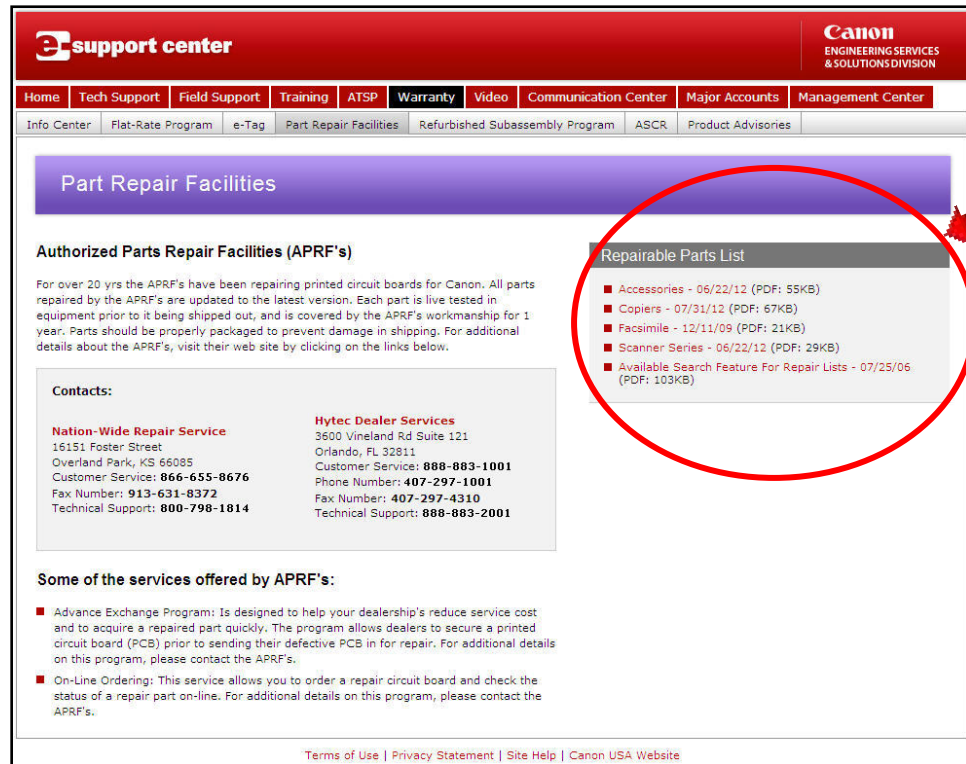 e-support center
Canon
ENGINEERING SERVICES
& SOLUTIONS DIVISION
Home Tech Support Field Support Training ATSP Warranty Video Communication Center Major Accounts Management Center
Info Center Flat-Rate Program e-Tag Part Repair Facilities Refurbished Subassembly Program ASCR Product Advisories
Part Repair Facilities
Authorized Parts Repair Facilities (APRF's)
For over 20 yrs the APRF's have been repairing printed circuit boards for Canon. All parts
repaired by the APRF's are updated to the latest version. Each part is live tested in
equipment prior to it being shipped out, and is covered by the APRF's workmanship for 1
year. Parts should be properly packaged to prevent damage in shipping. For additional
details about the APRF's, visit their web site by clicking on the links below.
Contacts:
Nation-Wide Repair Service
16151 Foster Street
Overland Park, KS 66085
Customer Service: 866-655-8676
Fax Number: 913-631-8372
Technical Support: 800-798-1814
Hytec Dealer Services
3600 Vineland Rd Suite 121
Orlando, FL 32811
Customer Service: 888-883-1001
Phone Number: 407-297-1001
Fax Number: 407-297-4310
Technical Support: 888-883-2001
Repairable Parts List
Accessories - 06/22/12 (PDF: 55KB)
Copiers - 07/31/12 (PDF: 67KB)
Facsimile - 12/11/09 (PDF: 21KB)
Scanner Series - 06/22/12 (PDF: 29KB)
Available Search Feature For Repair Lists - 07/25/06
(PDF: 103KB)
Some of the services offered by APRF's:
Advance Exchange Program: Is designed to help your dealership's reduce service cost
and to acquire a repaired part quickly. The program allows dealers to secure a printed
circuit board (PCB) prior to sending their defective PCB in for repair. For additional details
on this program, please contact the APRF's.
On-Line Ordering: This service allows you to order a repair circuit board and check the
status of a repair part on-line. For additional details on this program, please contact the
APRF's.
Terms of Use | Privacy Statement | Site Help | Canon USA Website